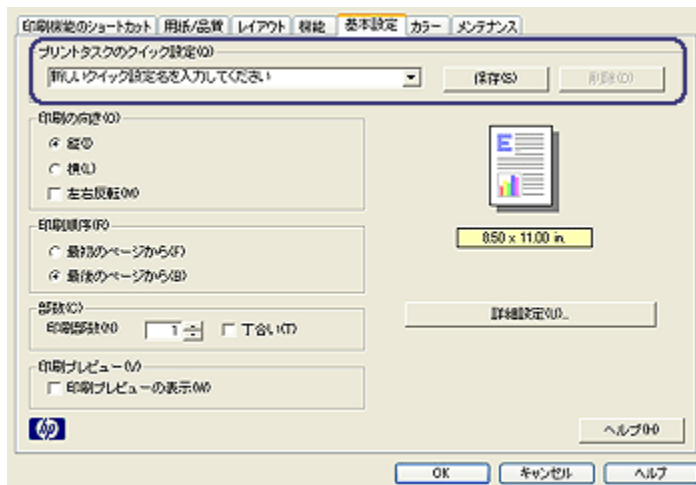 印刷機能のショートカット 用紙/品質 レイアウト 機能 基本設定 カラー メンテナンス
プリントタスクのクイック設定(Q)
新しいクイック設定名を入力してください 保存(S) 削除(D)
印刷の向き(O)
縦(T)
横(L)
左右反転(M)
E
8.50 x 11.00 in.
印刷順序(R)
最初のページから(F)
最後のページから(B)
部数(C)
印刷部数(N) 1 丁合い(T)
詳細設定(U)...
印刷プレビュー(V)
印刷プレビューの表示(W)
hp
ヘルプ(H)
OK キャンセル ヘルプ